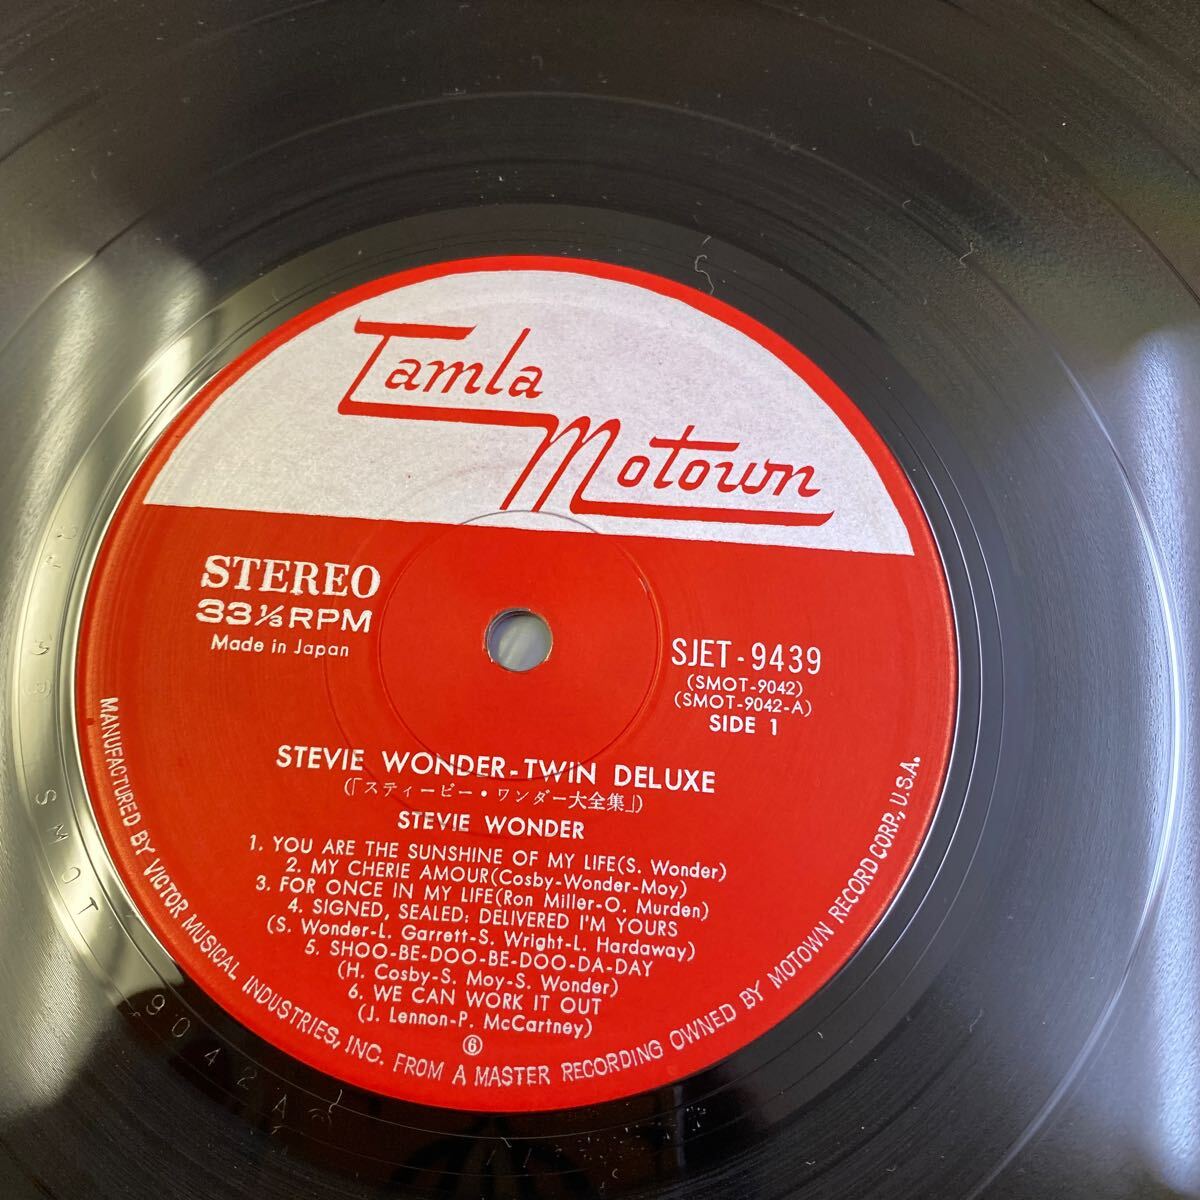 Tamla
Motown
STEREO
33⅓RPM
Made in Japan
SJET-9439
(SMOT-9042)
(SMOT-9042-A)
SIDE 1
STEVIE WONDER-TWIN DELUXE
(「スティービー・ワンダー大全集」)
STEVIE WONDER
1. YOU ARE THE SUNSHINE OF MY LIFE(S. Wonder)
2. MY CHERIE AMOUR(Cosby-Wonder-Moy)
3. FOR ONCE IN MY LIFE(Ron Miller-O. Murden)
4. SIGNED, SEALED; DELIVERED I'M YOURS
(S. Wonder-L. Garrett-S. Wright-L. Hardaway)
5. SHOO-BE-DOO-BE-DOO-DA-DAY
(H. Cosby-S. Moy-S. Wonder)
6. WE CAN WORK IT OUT
(J. Lennon-P. McCartney)
⑥
MANUFACTURED BY VICTOR MUSICAL INDUSTRIES, INC. FROM A MASTER RECORDING OWNED BY MOTOWN RECORD CORP., U.S.A.
SMOT 9042A